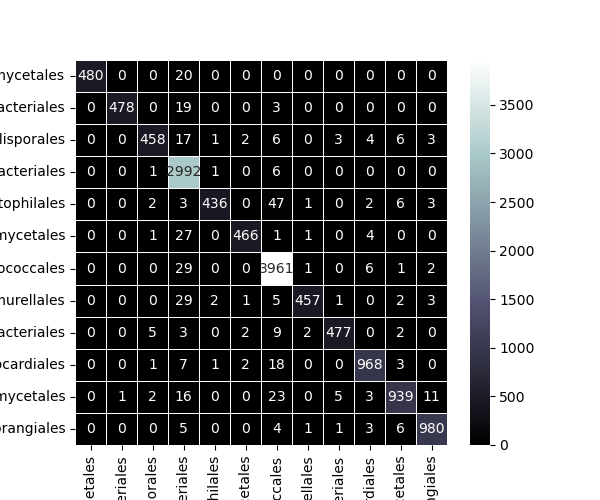 mycetales 480 0 0 20 0 0 0 0 0 0 0 0
acteriales 0 478 0 19 0 0 3 0 0 0 0 0
lisporales 0 0 458 17 1 2 6 0 3 4 6 3
acteriales 0 0 1 2992 1 0 6 0 0 0 0 0
tophilales 0 0 2 3 436 0 47 1 0 2 6 3
mycetales 0 0 1 27 0 466 1 1 0 4 0 0
ococcales 0 0 0 29 0 0 3961 1 0 6 1 2
murellales 0 0 0 29 2 1 5 457 1 0 2 3
acteriales 0 0 5 3 0 2 9 2 477 0 2 0
ocardiales 0 0 1 7 1 2 18 0 0 968 3 0
mycetales 0 1 2 16 0 0 23 0 5 3 939 11
orangiales 0 0 0 5 0 0 4 1 1 3 6 980
etales
eriales
orales
eriales
hilales
etales
ccales
ellales
eriales
rdiales
etales
ngiales
3500
3000
2500
2000
1500
1000
500
0